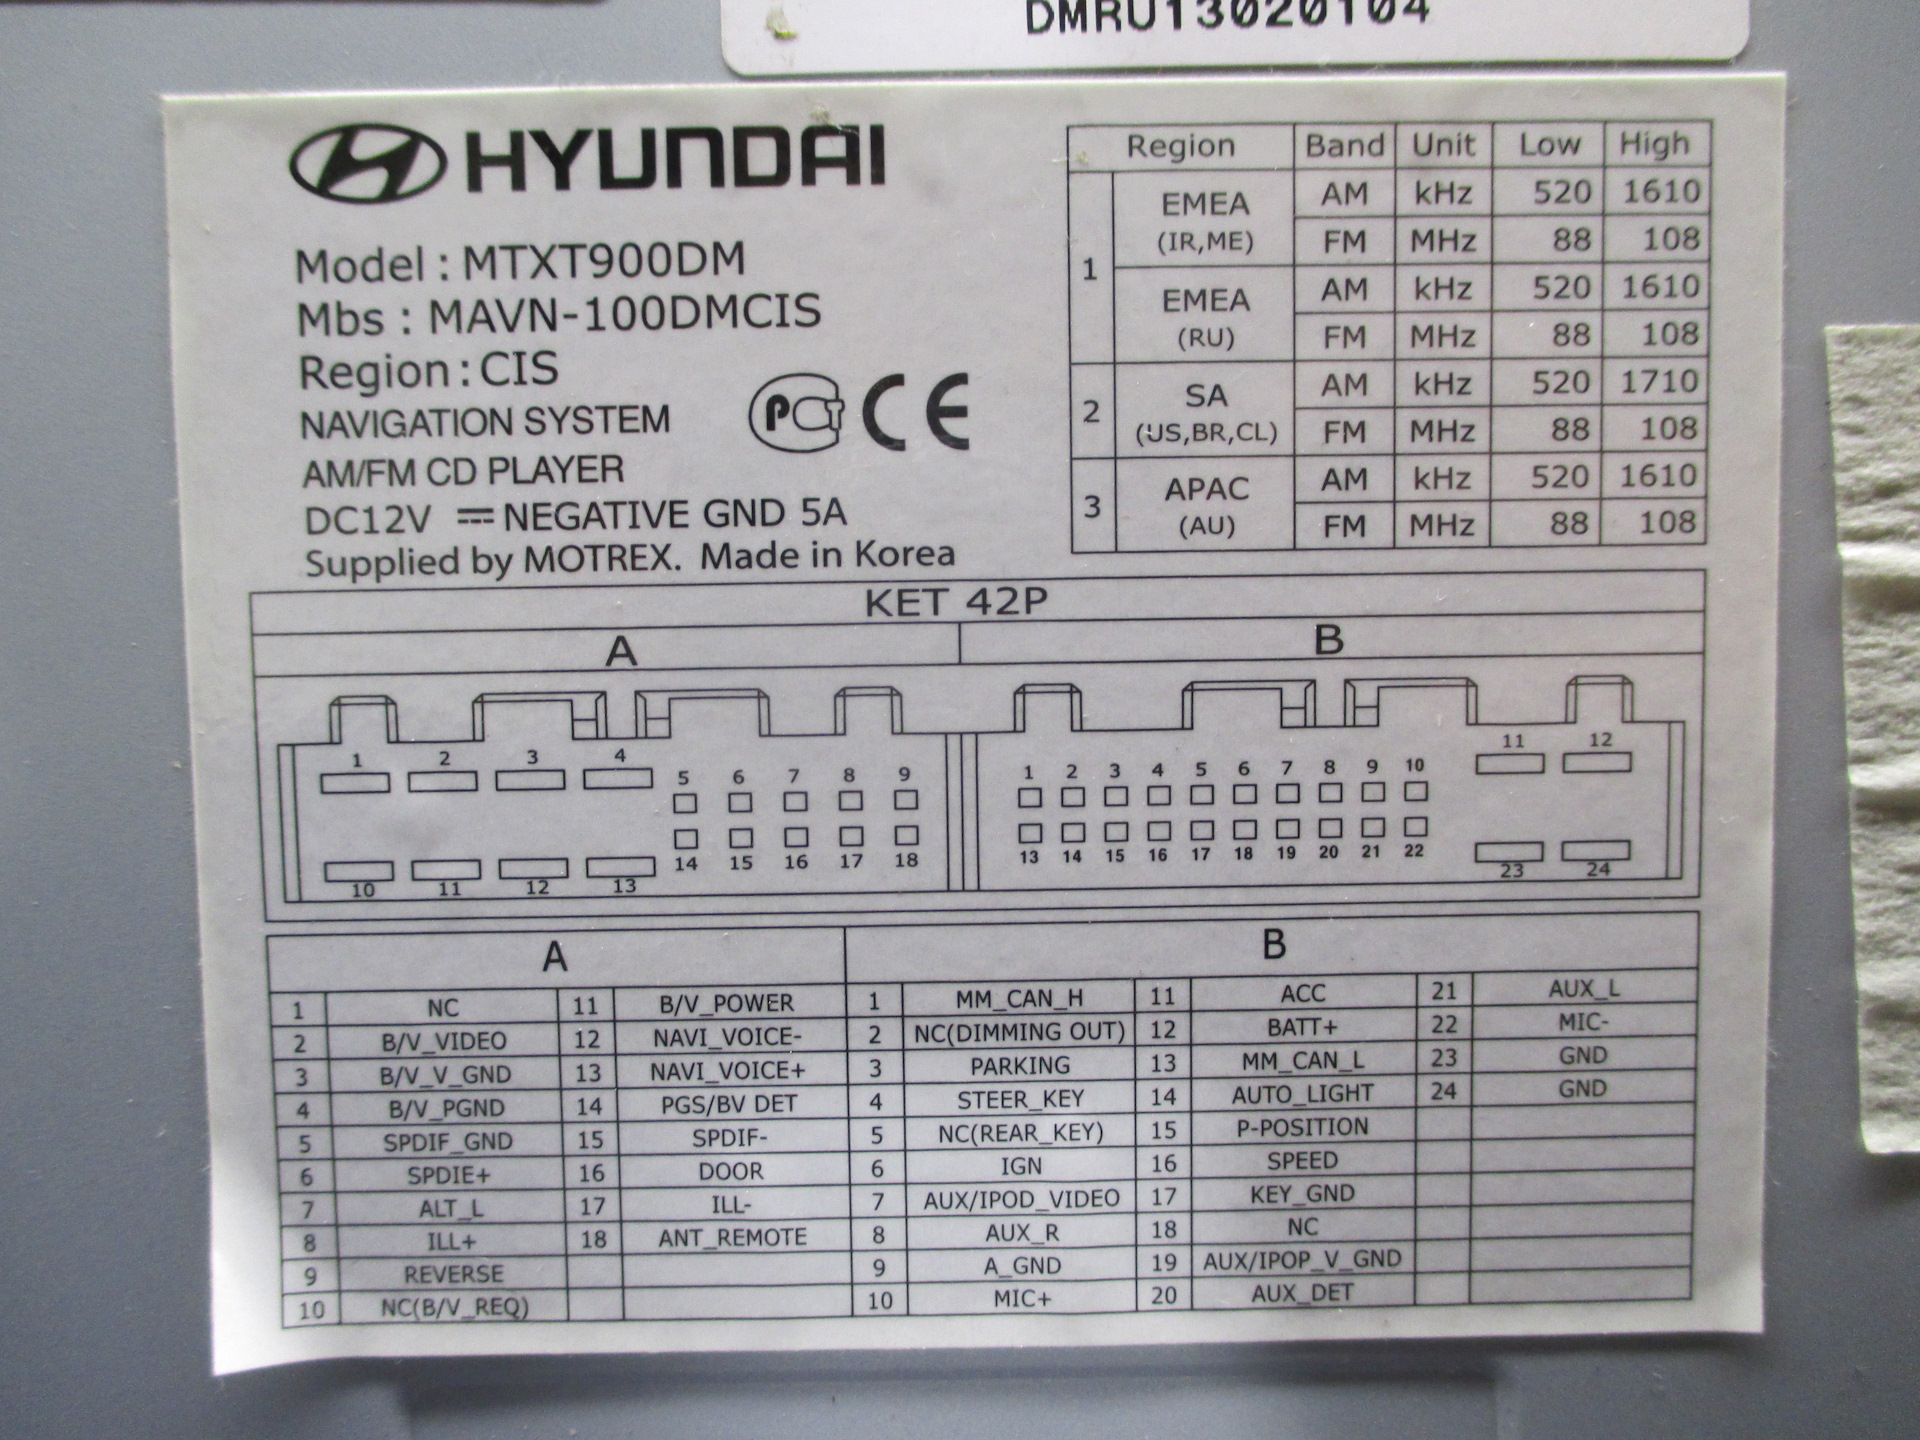 DMRU13020104
HYUNDAI
Model : MTXT900DM
Mbs : MAVN-100DMCIS
Region : CIS
NAVIGATION SYSTEM
AM/FM CD PLAYER
DC12V NEGATIVE GND 5A
Supplied by MOTREX. Made in Korea
PCT CE
Region Band Unit Low High
1 EMEA (IR,ME) AM kHz 520 1610
FM MHz 88 108
EMEA (RU) AM kHz 520 1610
FM MHz 88 108
2 SA (US,BR,CL) AM kHz 520 1710
FM MHz 88 108
3 APAC (AU) AM kHz 520 1610
FM MHz 88 108
KET 42P
A B
1 2 3 4 5 6 7 8 9
10 11 12 13 14 15 16 17 18
1 2 3 4 5 6 7 8 9 10 11 12
13 14 15 16 17 18 19 20 21 22 23 24
A B
1 NC 11 B/V_POWER 1 MM_CAN_H 11 ACC 21 AUX_L
2 B/V_VIDEO 12 NAVI_VOICE- 2 NC(DIMMING OUT) 12 BATT+ 22 MIC-
3 B/V_V_GND 13 NAVI_VOICE+ 3 PARKING 13 MM_CAN_L 23 GND
4 B/V_PGND 14 PGS/BV DET 4 STEER_KEY 14 AUTO_LIGHT 24 GND
5 SPDIF_GND 15 SPDIF- 5 NC(REAR_KEY) 15 P-POSITION
6 SPDIE+ 16 DOOR 6 IGN 16 SPEED
7 ALT_L 17 ILL- 7 AUX/IPOD_VIDEO 17 KEY_GND
8 ILL+ 18 ANT_REMOTE 8 AUX_R 18 NC
9 REVERSE 9 A_GND 19 AUX/IPOP_V_GND
10 NC(B/V_REQ) 10 MIC+ 20 AUX_DET